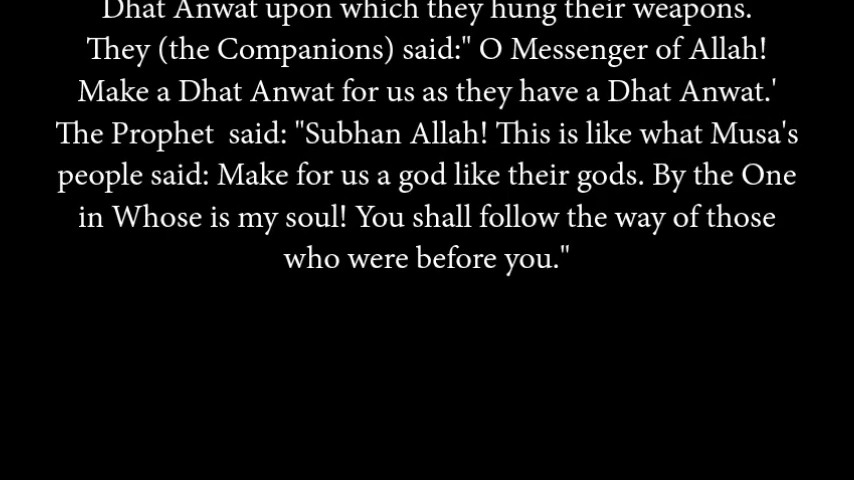 Dhat Anwat upon which they hung their weapons.
They (the Companions) said:" O Messenger of Allah!
Make a Dhat Anwat for us as they have a Dhat Anwat.'
The Prophet  said: "Subhan Allah! This is like what Musa's
people said: Make for us a god like their gods. By the One
in Whose is my soul! You shall follow the way of those
who were before you."